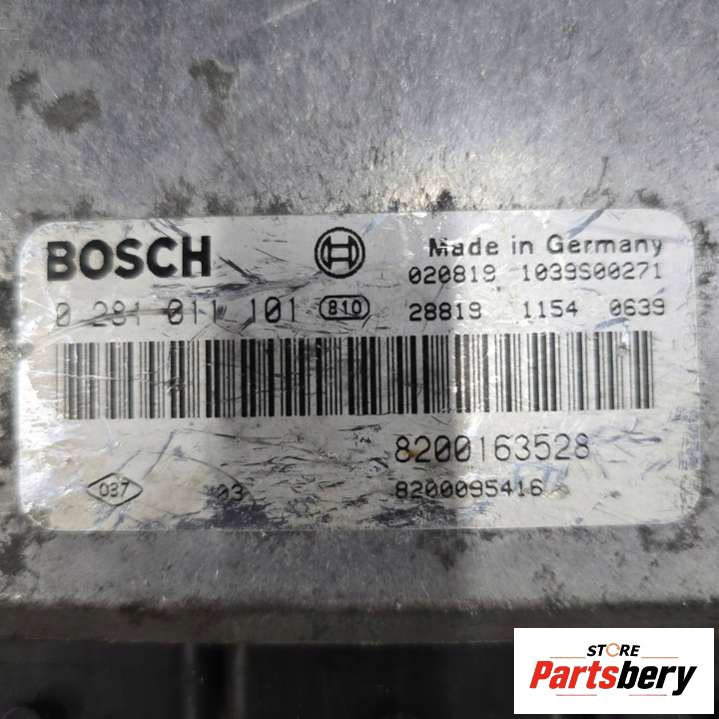 BOSCH
Made in Germany
020819 1039S00271
0 281 011 101 810
28819 1154 0639
8200163528
037 03
8200095416
STORE
Partsbery